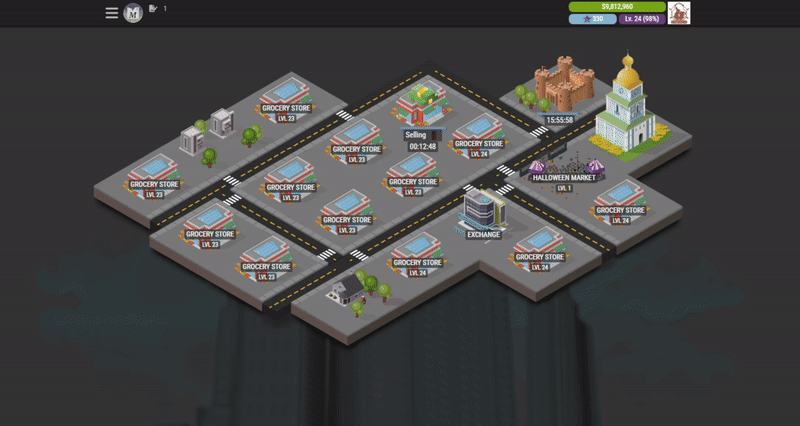 1
$9,812,960
330
Lv. 24 (98%)
GROCERY STORE
LVL 23
15:55:58
Selling
00:12:48
GROCERY STORE
LVL 24
GROCERY STORE
LVL 23
GROCERY STORE
LVL 23
GROCERY STORE
LVL 23
GROCERY STORE
LVL 23
HALLOWEEN MARKET
LVL 1
GROCERY STORE
LVL 24
GROCERY STORE
LVL 23
GROCERY STORE
LVL 23
EXCHANGE
GROCERY STORE
LVL 23
GROCERY STORE
LVL 24
GROCERY STORE
LVL 24